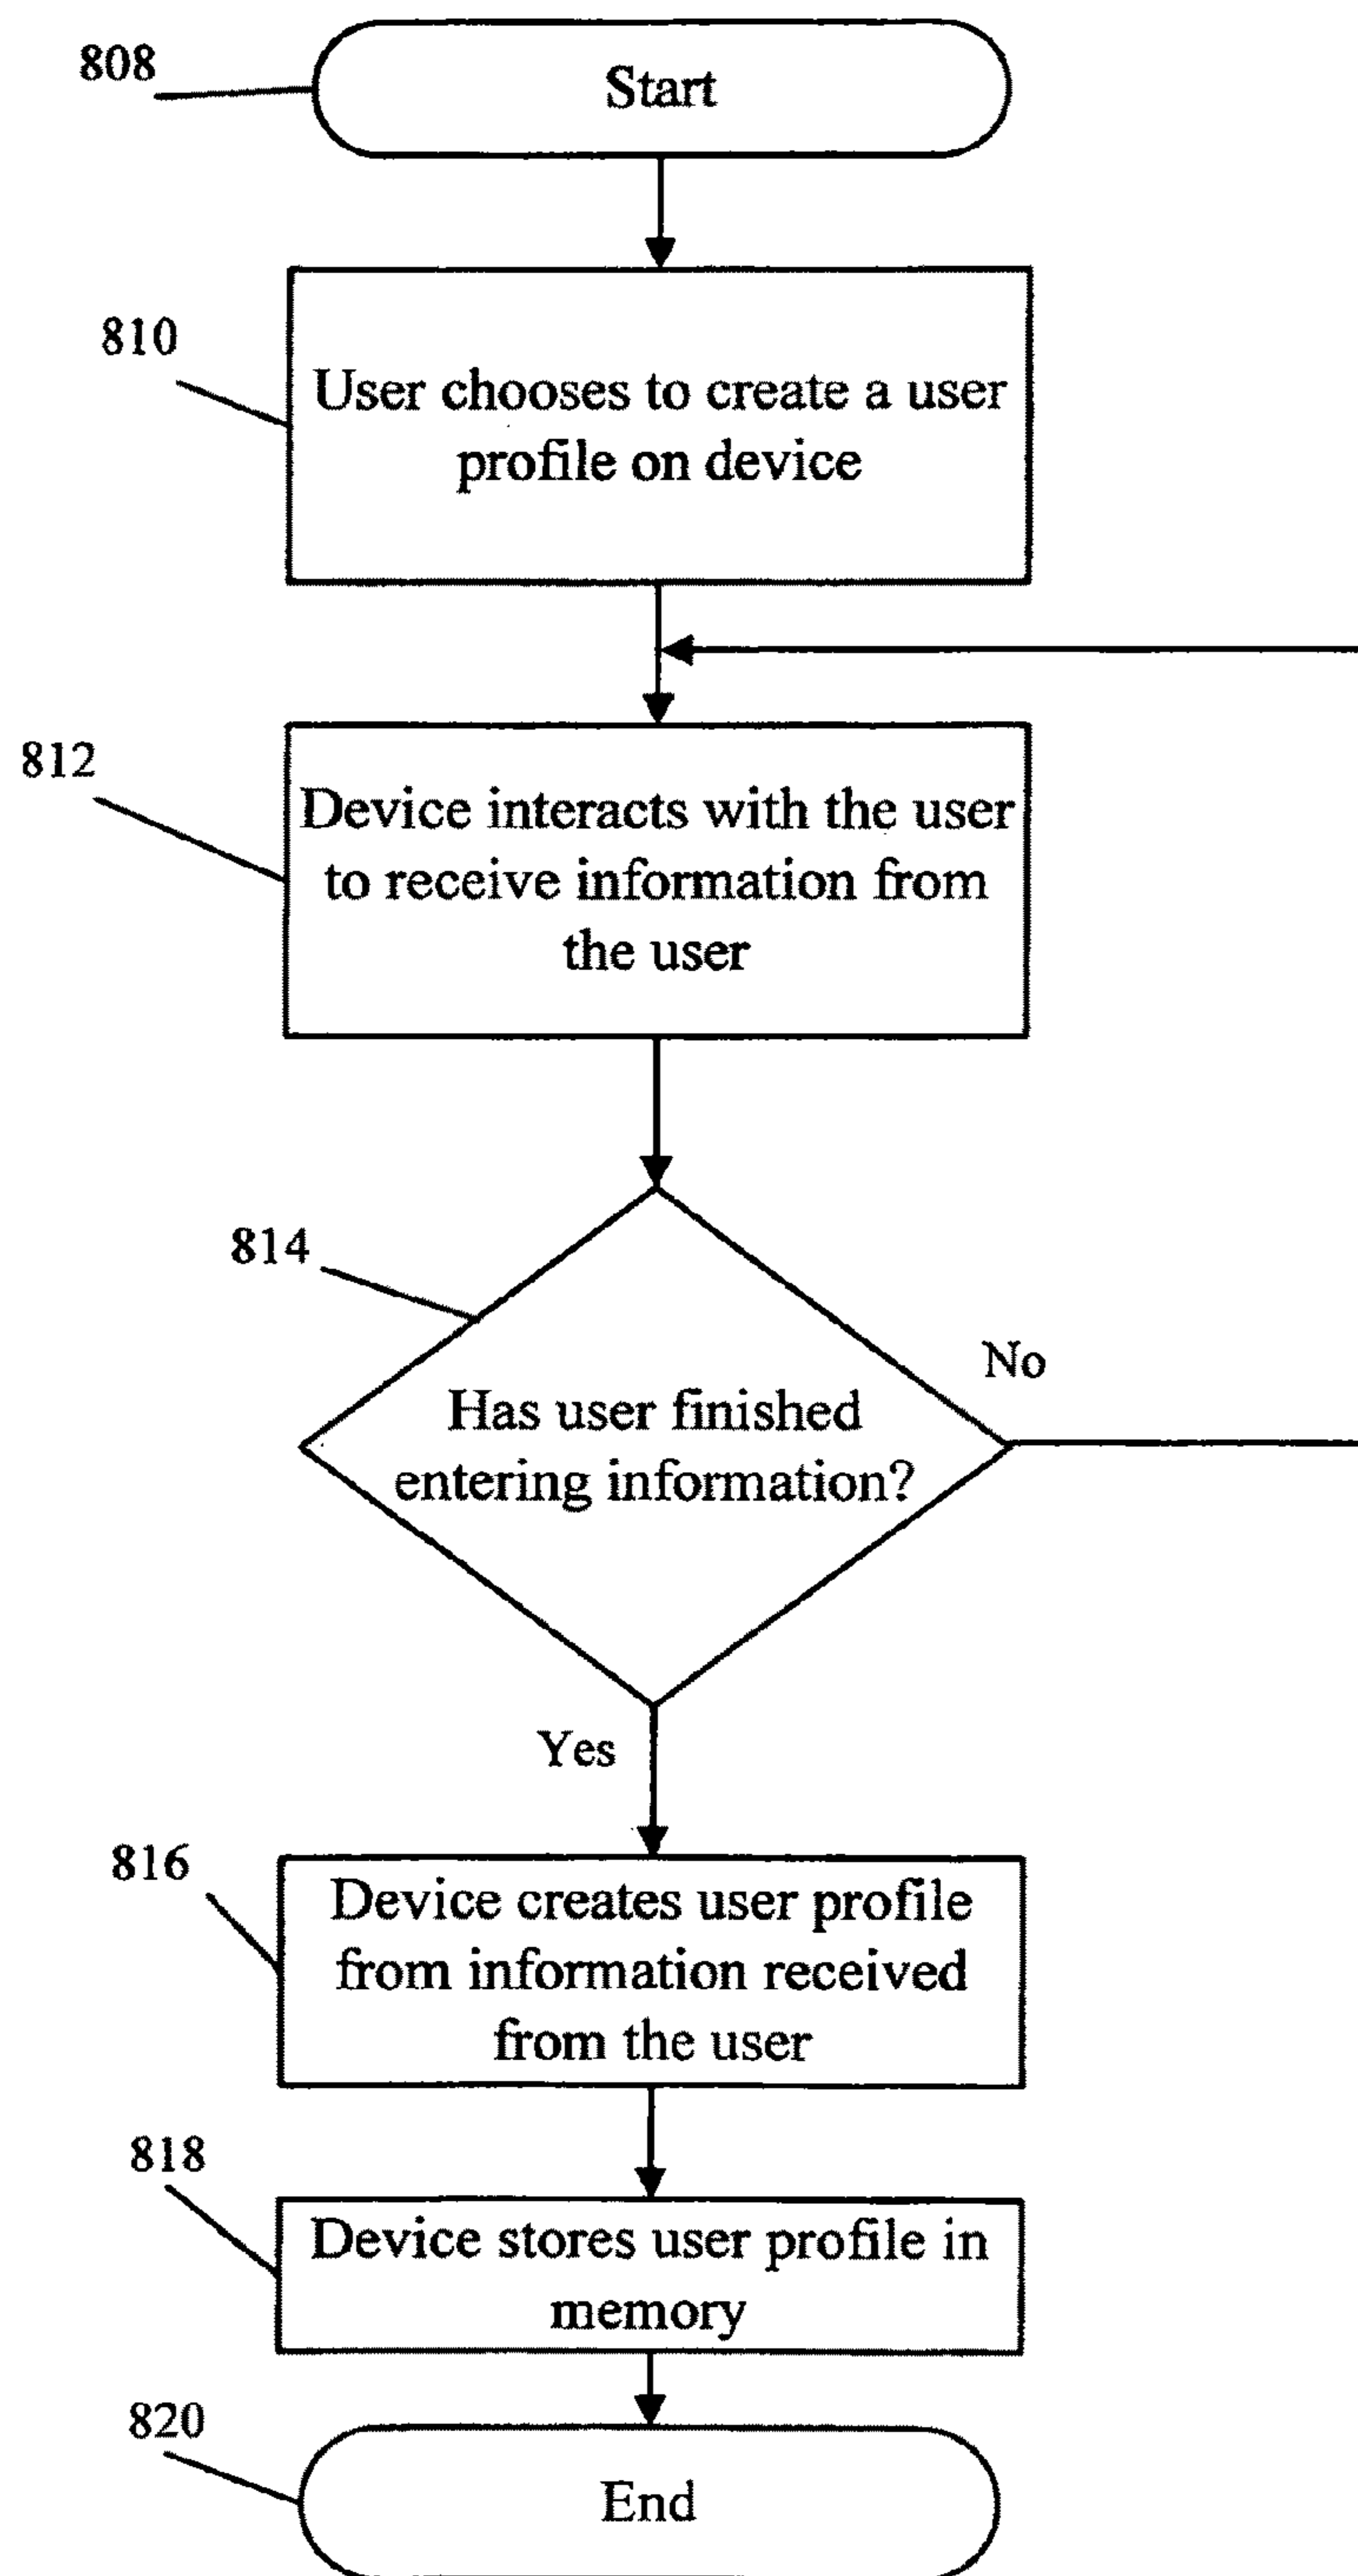 808
Start
810
User chooses to create a user
profile on device
812
Device interacts with the user
to receive information from
the user
814
Has user finished
entering information?
No
Yes
816
Device creates user profile
from information received
from the user
818
Device stores user profile in
memory
820
End